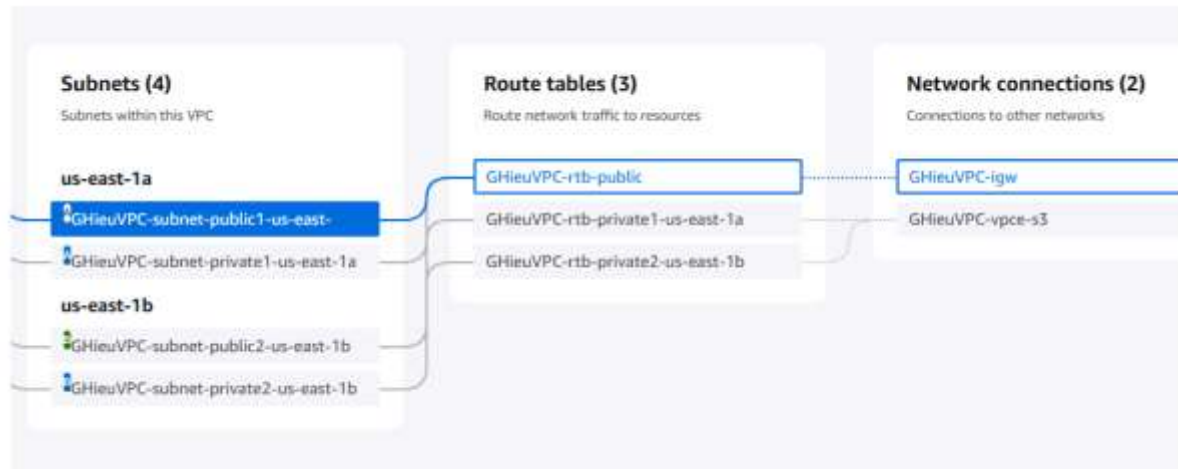 Subnets (4)
Subnets within this VPC
us-east-1a
GHieuVPC-subnet-public1-us-east-
GHieuVPC-subnet-private1-us-east-1a
us-east-1b
GHieuVPC-subnet-public2-us-east-1b
GHieuVPC-subnet-private2-us-east-1b
Route tables (3)
Route network traffic to resources
GHieuVPC-rtb-public
GHieuVPC-rtb-private1-us-east-1a
GHieuVPC-rtb-private2-us-east-1b
Network connections (2)
Connections to other networks
GHieuVPC-igw
GHieuVPC-vpce-s3